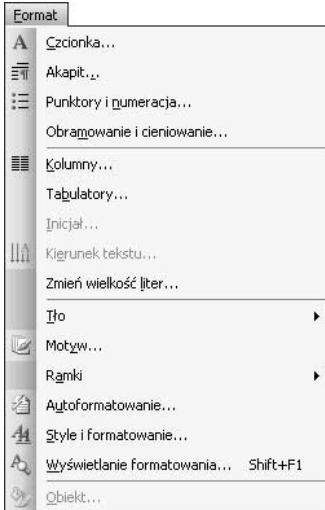 Format
Czcionka...
Akapit...
Punktory i numeracja...
Obramowanie i cieniowanie...
Kolumny...
Tabulatory...
Inicjał...
Kierunek tekstu...
Zmień wielkość liter...
Tło
Motyw...
Ramki
Autoformatowanie...
Style i formatowanie...
Wyświetlanie formatowania... Shift+F1
Obiekt...